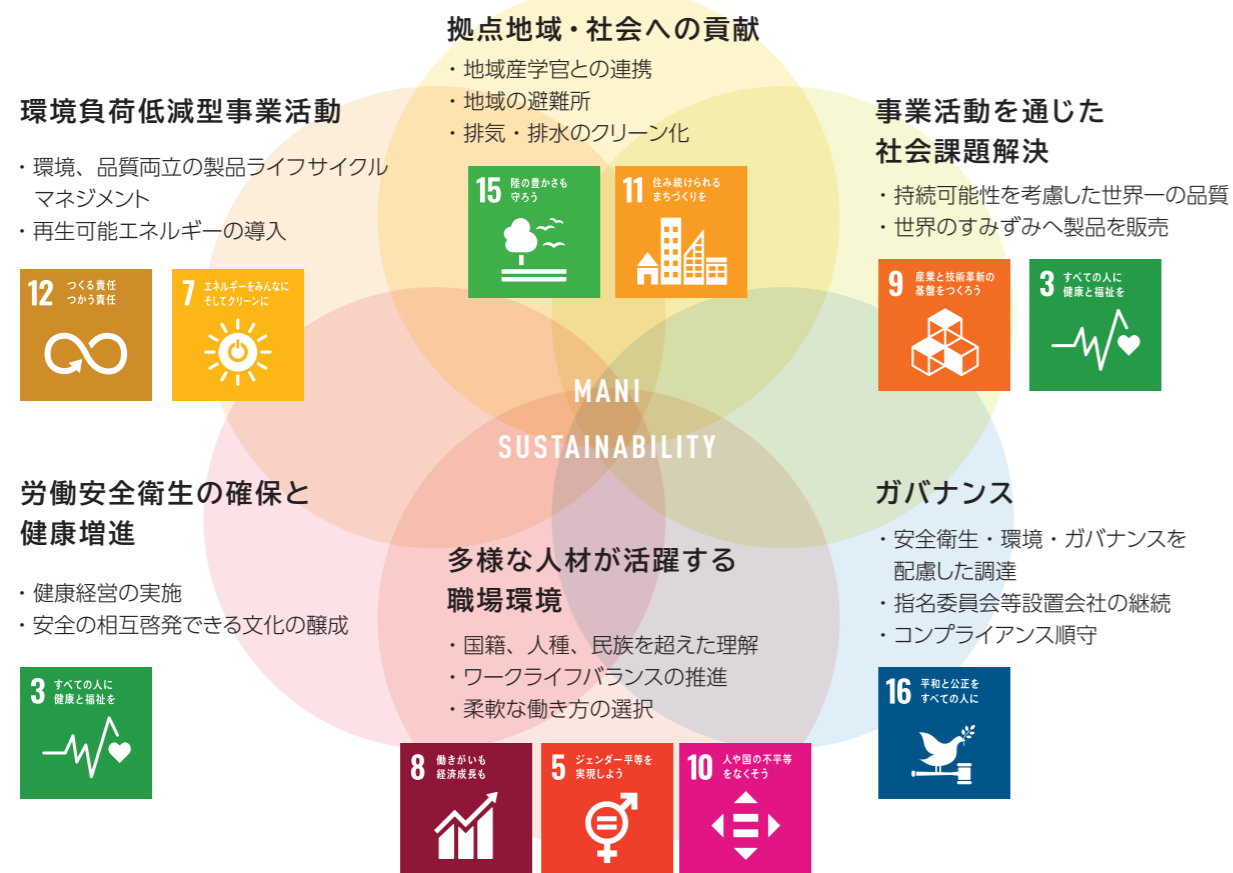 拠点地域・社会への貢献
・地域産学官との連携
・地域の避難所
・排気・排水のクリーン化
15 陸の豊かさも
守ろう
11 住み続けられる
まちづくりを
環境負荷低減型事業活動
・環境、品質両立の製品ライフサイクル
マネジメント
・再生可能エネルギーの導入
12 つくる責任
つかう責任
7 エネルギーをみんなに
そしてクリーンに
事業活動を通じた
社会課題解決
・持続可能性を考慮した世界一の品質
・世界のすみずみへ製品を販売
9 産業と技術革新の
基盤をつくろう
3 すべての人に
健康と福祉を
MANI
SUSTAINABILITY
労働安全衛生の確保と
健康増進
・健康経営の実施
・安全の相互啓発できる文化の醸成
3 すべての人に
健康と福祉を
多様な人材が活躍する
職場環境
・国籍、人種、民族を超えた理解
・ワークライフバランスの推進
・柔軟な働き方の選択
8 働きがいも
経済成長も
5 ジェンダー平等を
実現しよう
10 人や国の不平等
をなくそう
ガバナンス
・安全衛生・環境・ガバナンスを
配慮した調達
・指名委員会等設置会社の継続
・コンプライアンス順守
16 平和と公正を
すべての人に